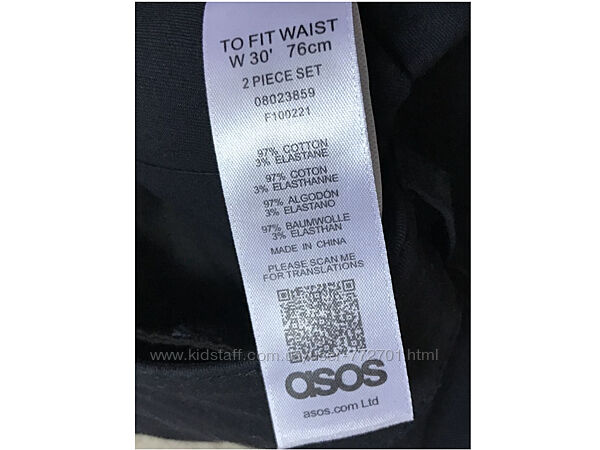 TO FIT WAIST
W 30' 76cm
2 PIECE SET
08023859
F100221
97% COTTON
3% ELASTANE
97% COTON
3% ELASTHANNE
97% ALGODÓN
3% ELASTANO
97% BAUMWOLLE
3% ELASTHAN
MADE IN CHINA
PLEASE SCAN ME
FOR TRANSLATIONS
asos
asos.com Ltd